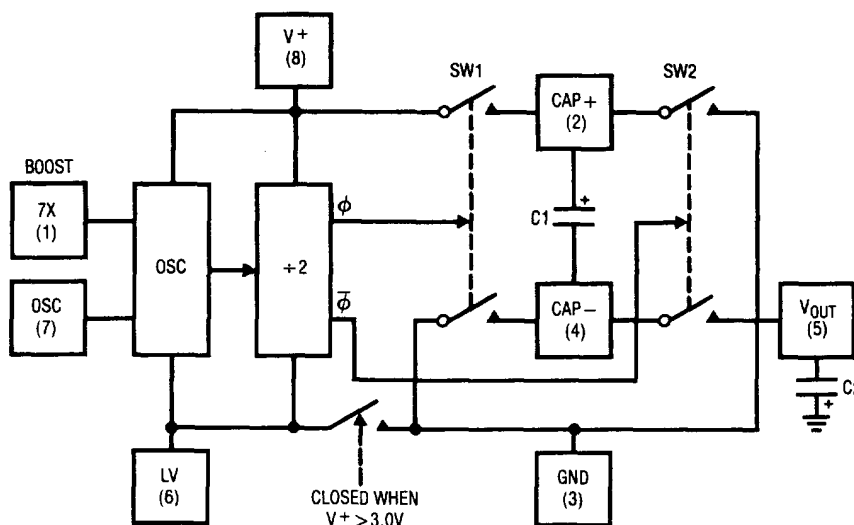 V+
(8)
SW1
SW2
CAP+
(2)
BOOST
7X
(1)
OSC
÷2
ϕ
C1
+
OSC
(7)
ϕ̅
CAP−
(4)
VOUT
(5)
+
LV
(6)
CLOSED WHEN
V+ >3.0V
GND
(3)